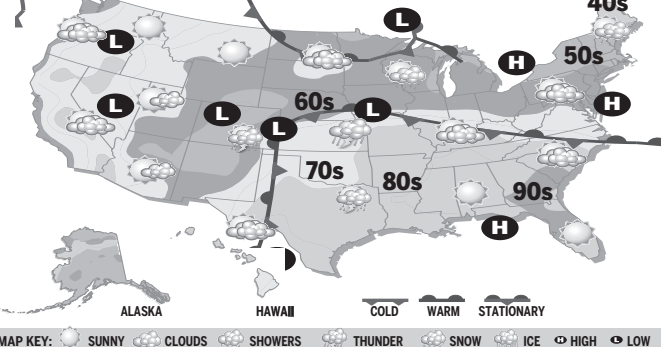 40s
L
L
H
50s
L
L
60s
L
H
L
70s
80s
90s
H
ALASKA
HAWAII
COLD
WARM
STATIONARY
MAP KEY: SUNNY CLOUDS SHOWERS THUNDER SNOW ICE H HIGH L LOW